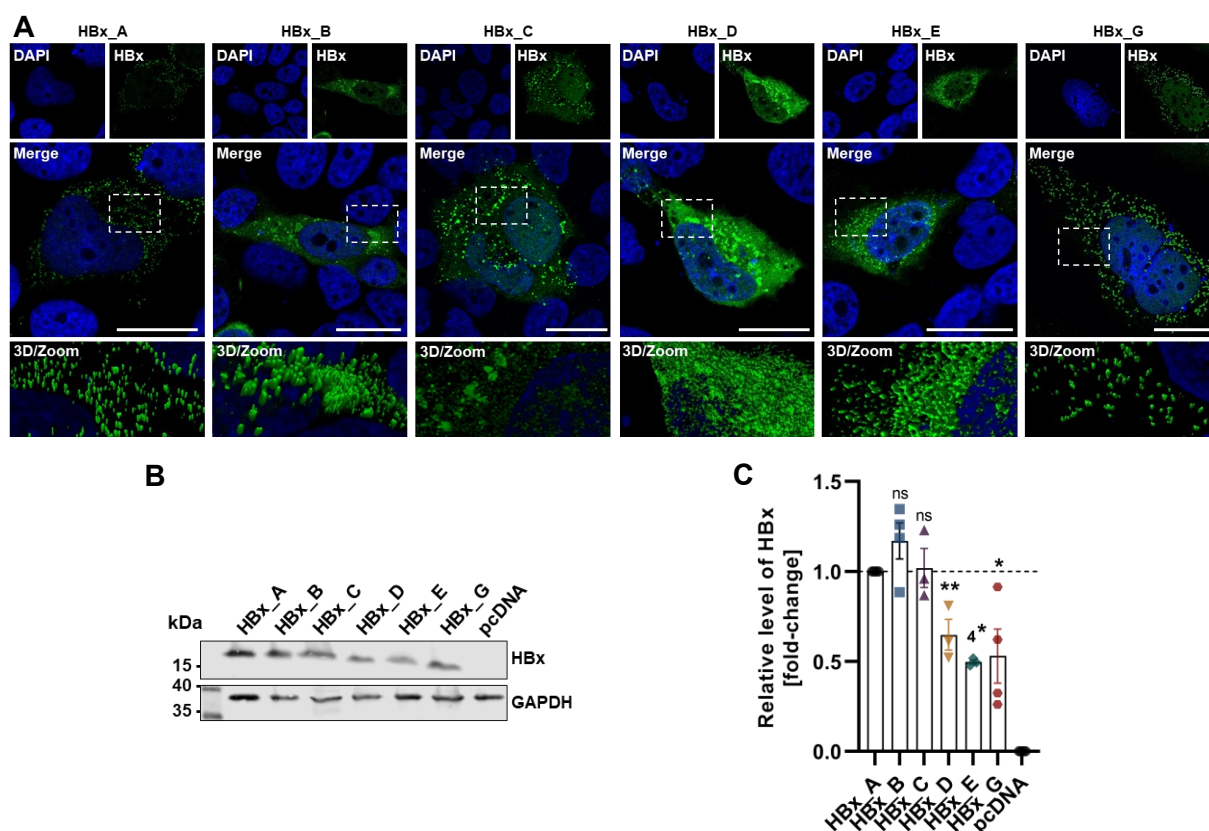 A
HBx_A HBx_B HBx_C HBx_D HBx_E HBx_G
DAPI HBx DAPI HBx DAPI HBx DAPI HBx DAPI HBx DAPI HBx
Merge Merge Merge Merge Merge Merge
3D/Zoom 3D/Zoom 3D/Zoom 3D/Zoom 3D/Zoom 3D/Zoom
B
kDa HBx_A HBx_B HBx_C HBx_D HBx_E HBx_G pcDNA
15 HBx
40
35 GAPDH
C
Relative level of HBx
[fold-change]
1.5
1.0
0.5
0.0
ns ns ** 4* *
HBx_A HBx_B HBx_C HBx_D HBx_E HBx_G pcDNA